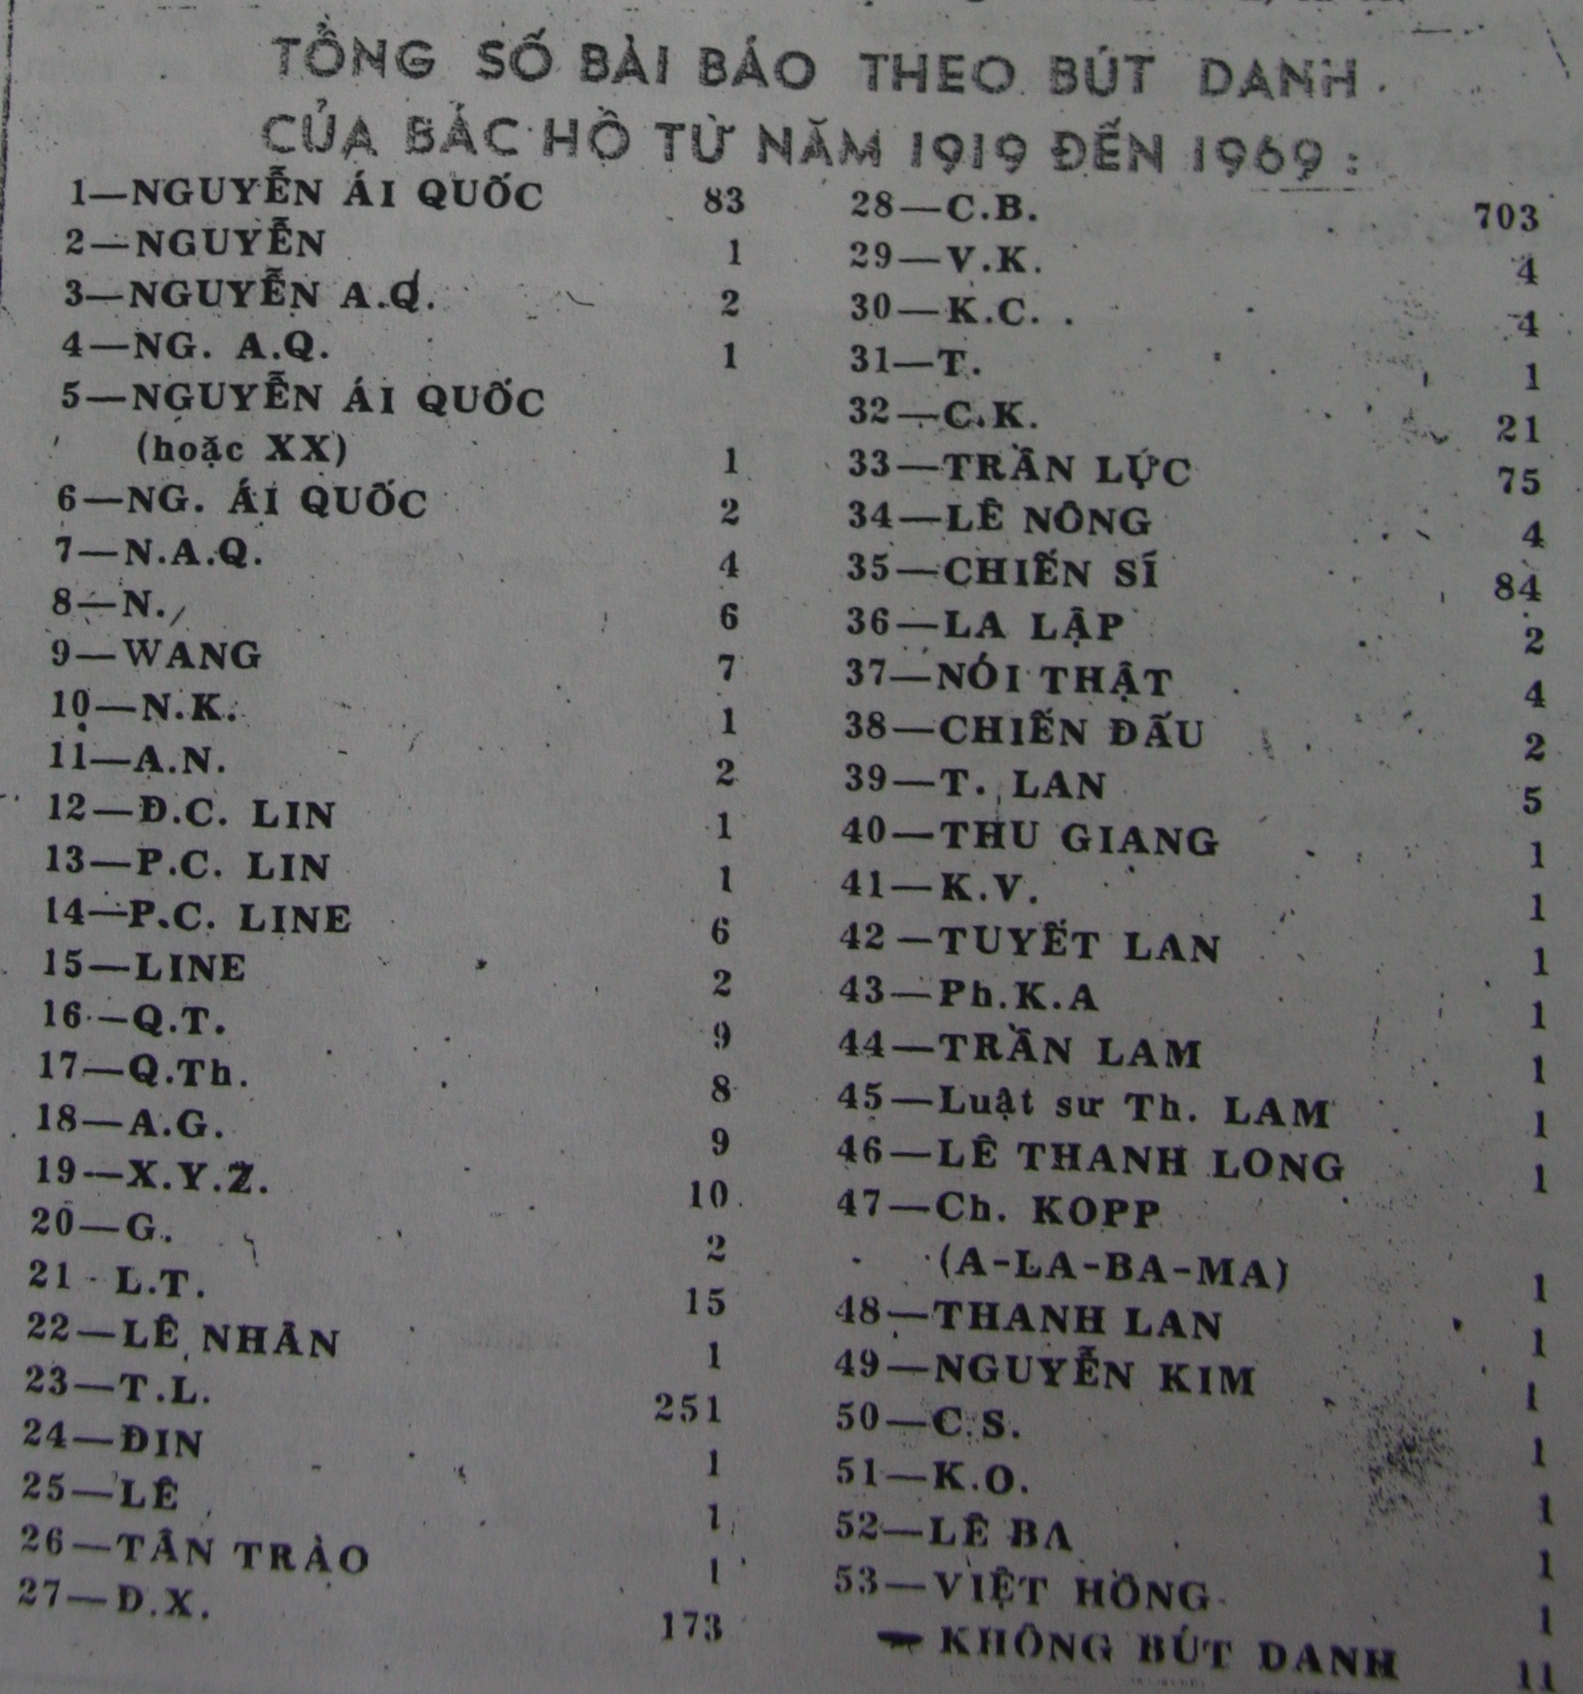 TỔNG SỐ BÀI BÁO THEO BÚT DANH
CỦA BÁC HỒ TỪ NĂM 1919 ĐẾN 1969 :
1—NGUYỄN ÁI QUỐC 83
2—NGUYỄN 1
3—NGUYỄN A.Q. 2
4—NG. A.Q. 1
5—NGUYỄN ÁI QUỐC
(hoặc XX) 1
6—NG. ÁI QUỐC 2
7—N.A.Q. 4
8—N. 6
9—WANG 7
10—N.K. 1
11—A.N. 2
12—Đ.C. LIN 1
13—P.C. LIN 1
14—P.C. LINE 6
15—LINE 2
16—Q.T. 9
17—Q.Th. 8
18—A.G. 9
19—X.Y.Z. 10
20—G. 2
21 - L.T. 15
22—LÊ NHÂN 1
23—T.L. 251
24—ĐIN 1
25—LÊ 1
26—TÂN TRÀO 1
27—Đ.X. 173
28—C.B. 703
29—V.K. 4
30—K.C. 4
31—T. 1
32—C.K. 21
33—TRẦN LỰC 75
34—LÊ NÔNG 4
35—CHIẾN SĨ 84
36—LA LẬP 2
37—NÓI THẬT 4
38—CHIẾN ĐẤU 2
39—T. LAN 5
40—THU GIANG 1
41—K.V. 1
42—TUYẾT LAN 1
43—Ph.K.A 1
44—TRẦN LAM 1
45—Luật sư Th. LAM 1
46—LÊ THANH LONG 1
47—Ch. KOPP
(A-LA-BA-MA) 1
48—THANH LAN 1
49—NGUYỄN KIM 1
50—C.S. 1
51—K.O. 1
52—LÊ BA 1
53—VIỆT HỒNG 1
— KHÔNG BÚT DANH 11